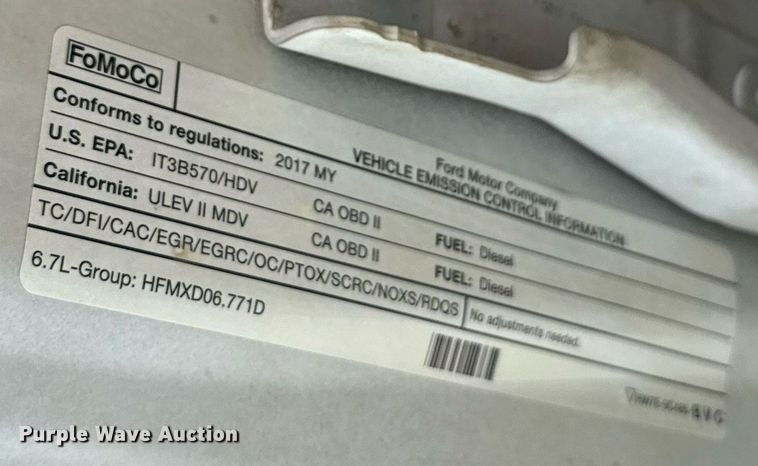 FoMoCo
Ford Motor Company
VEHICLE EMISSION CONTROL INFORMATION
Conforms to regulations: 2017 MY
U.S. EPA: IT3B570/HDV CA OBD II FUEL: Diesel
California: ULEV II MDV CA OBD II FUEL: Diesel
TC/DFI/CAC/EGR/EGRC/OC/PTOX/SCRC/NOXS/RDQS No adjustments needed.
6.7L-Group: HFMXD06.771D
Purple Wave Auction